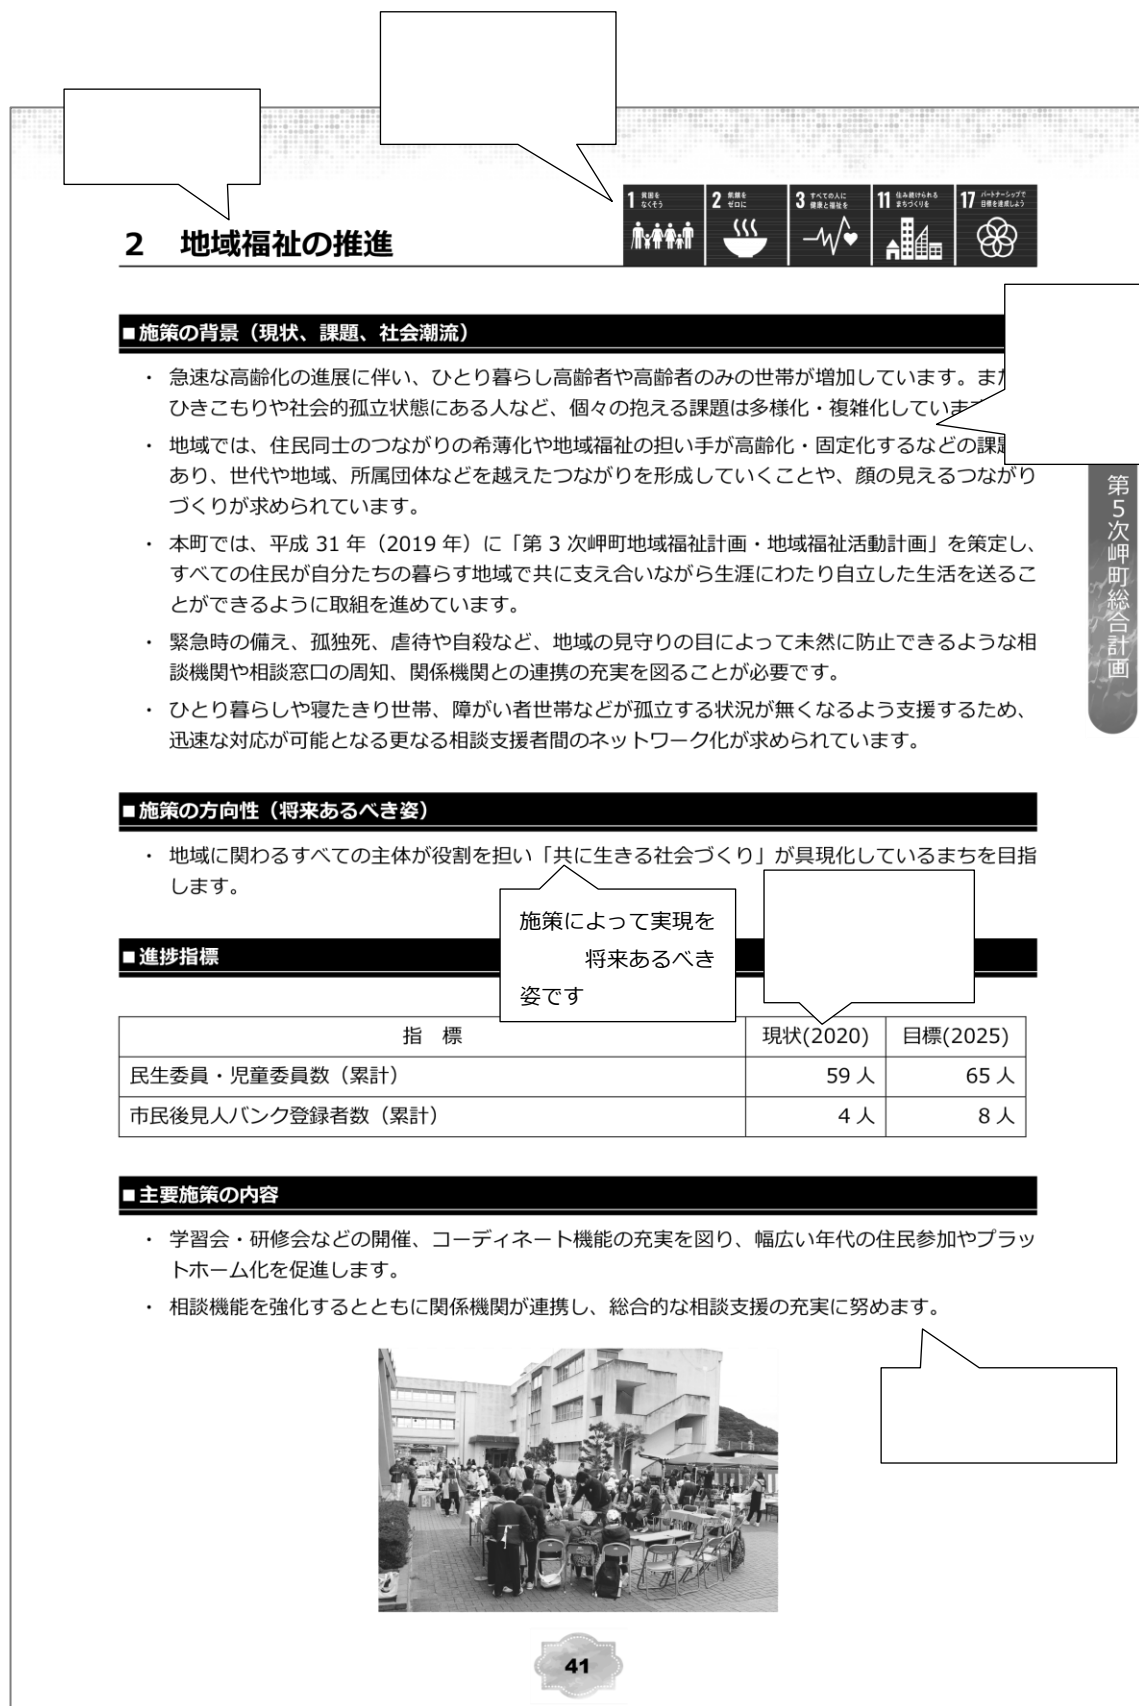 1 貧困を
なくそう
2 飢餓を
ゼロに
3 すべての人に
健康と福祉を
11 住み続けられる
まちづくりを
17 パートナーシップで
目標を達成しよう
2 地域福祉の推進
■施策の背景（現状、課題、社会潮流）
・ 急速な高齢化の進展に伴い、ひとり暮らし高齢者や高齢者のみの世帯が増加しています。また
ひきこもりや社会的孤立状態にある人など、個々の抱える課題は多様化・複雑化していま
・ 地域では、住民同士のつながりの希薄化や地域福祉の担い手が高齢化・固定化するなどの課題
あり、世代や地域、所属団体などを越えたつながりを形成していくことや、顔の見えるつながり
づくりが求められています。
・ 本町では、平成 31 年（2019 年）に「第 3 次岬町地域福祉計画・地域福祉活動計画」を策定し、
すべての住民が自分たちの暮らす地域で共に支え合いながら生涯にわたり自立した生活を送るこ
とができるように取組を進めています。
・ 緊急時の備え、孤独死、虐待や自殺など、地域の見守りの目によって未然に防止できるような相
談機関や相談窓口の周知、関係機関との連携の充実を図ることが必要です。
・ ひとり暮らしや寝たきり世帯、障がい者世帯などが孤立する状況が無くなるよう支援するため、
迅速な対応が可能となる更なる相談支援者間のネットワーク化が求められています。
第5次岬町総合計画
■施策の方向性（将来あるべき姿）
・ 地域に関わるすべての主体が役割を担い「共に生きる社会づくり」が具現化しているまちを目指
します。
施策によって実現を
将来あるべき
姿です
■進捗指標
指 標 現状(2020) 目標(2025)
民生委員・児童委員数（累計） 59 人 65 人
市民後見人バンク登録者数（累計） 4 人 8 人
■主要施策の内容
・ 学習会・研修会などの開催、コーディネート機能の充実を図り、幅広い年代の住民参加やプラッ
トホーム化を促進します。
・ 相談機能を強化するとともに関係機関が連携し、総合的な相談支援の充実に努めます。
41